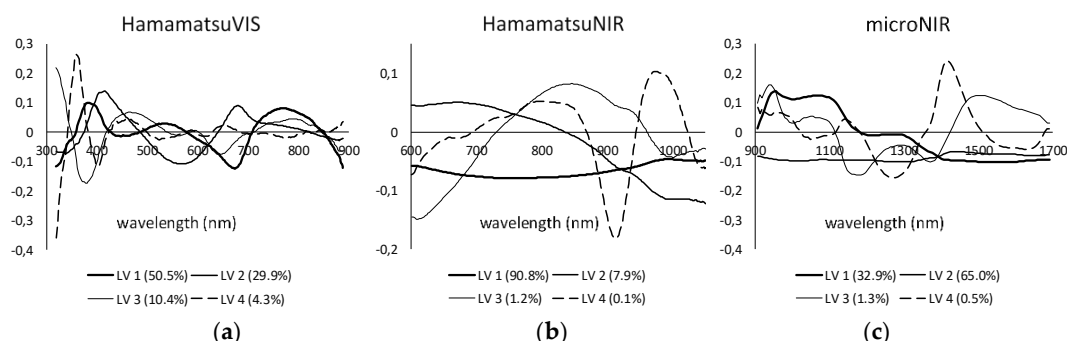 HamamatsuVIS
0,3
0,2
0,1
0
-0,1
-0,2
-0,3
-0,4
300 400 500 600 700 800 900
wavelength (nm)
LV 1 (50.5%) LV 2 (29.9%)
LV 3 (10.4%) LV 4 (4.3%)
(a)
HamamatsuNIR
0,2
0,1
0
-0,1
-0,2
600 700 800 900 1000
wavelength (nm)
LV 1 (90.8%) LV 2 (7.9%)
LV 3 (1.2%) LV 4 (0.1%)
(b)
microNIR
0,3
0,2
0,1
0
-0,1
-0,2
-0,3
-0,4
900 1100 1300 1500 1700
wavelength (nm)
LV 1 (32.9%) LV 2 (65.0%)
LV 3 (1.3%) LV 4 (0.5%)
(c)